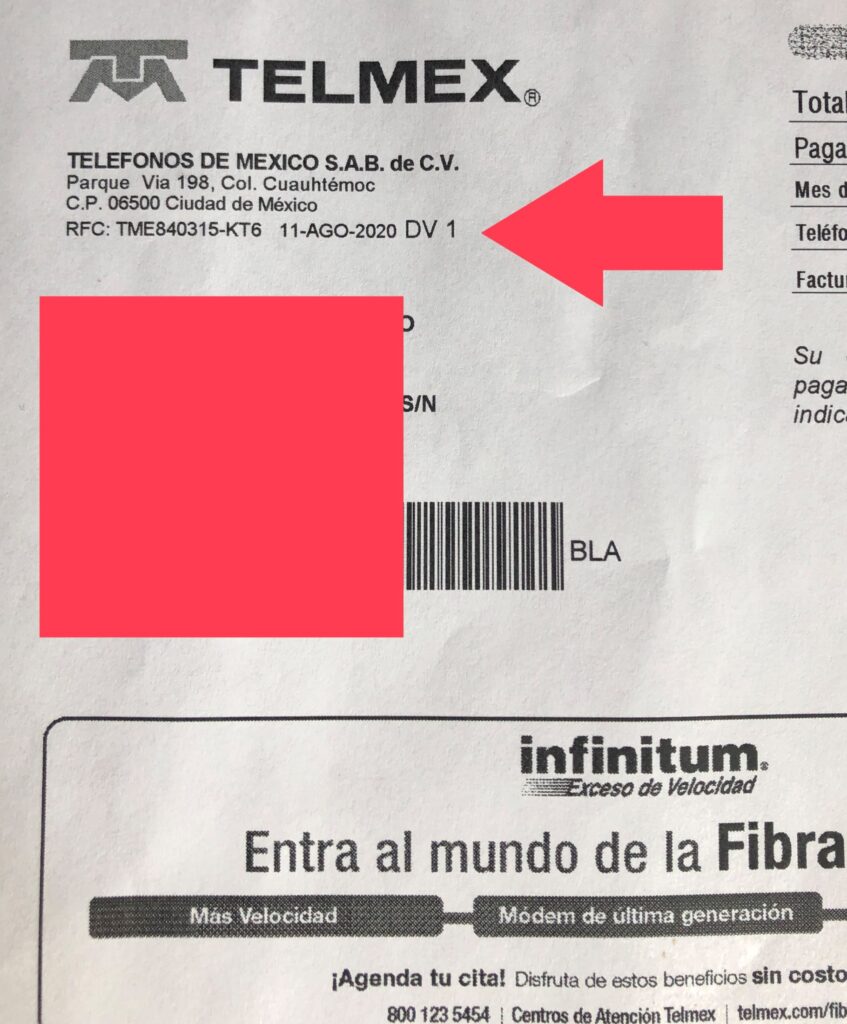 TELMEX®
TELEFONOS DE MEXICO S.A.B. de C.V.
Parque Via 198, Col. Cuauhtémoc
C.P. 06500 Ciudad de México
RFC: TME840315-KT6 11-AGO-2020 DV 1
Total
Paga
Mes d
Teléfo
Factu
Su
paga
indic
O
S/N
BLA
infinitum®
Exceso de Velocidad
Entra al mundo de la Fibra
Más Velocidad
Módem de última generación
¡Agenda tu cita! Disfruta de estos beneficios sin costo
800 123 5454 | Centros de Atención Telmex | telmex.com/fib